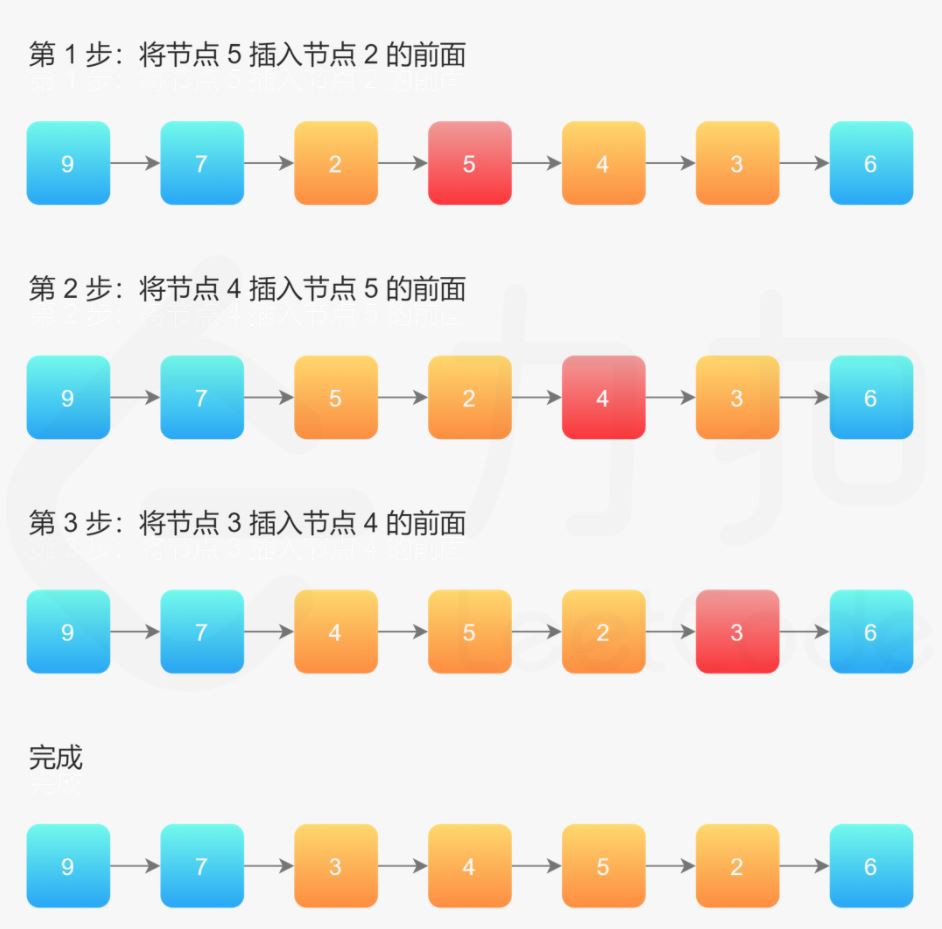 第 1 步：将节点 5 插入节点 2 的前面
9 7 2 5 4 3 6
第 2 步：将节点 4 插入节点 5 的前面
9 7 5 2 4 3 6
第 3 步：将节点 3 插入节点 4 的前面
9 7 4 5 2 3 6
完成
9 7 3 4 5 2 6
力扣
LeetCode